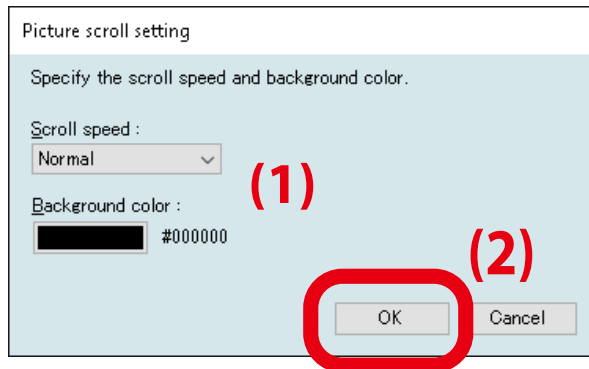 Picture scroll setting
Specify the scroll speed and background color.
Scroll speed :
Normal
(1)
Background color :
#000000
(2)
OK Cancel